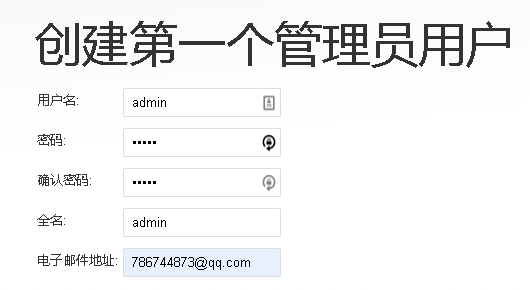 创建第一个管理员用户
用户名: admin
密码: •••••
确认密码: •••••
全名: admin
电子邮件地址: 786744873@qq.com